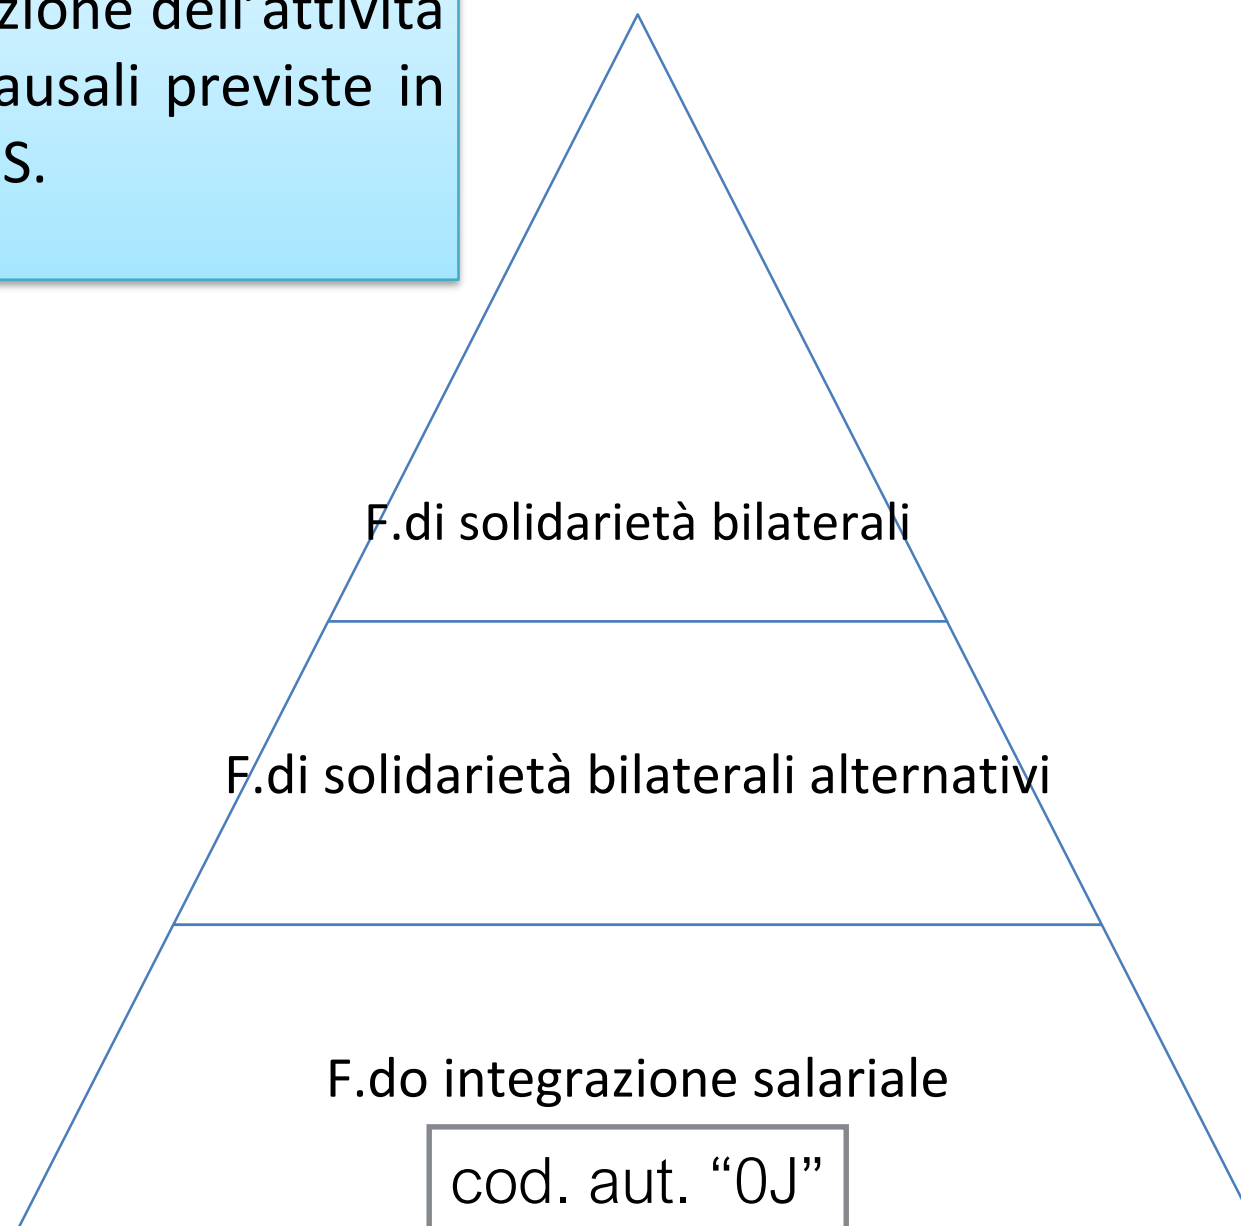 zione dell'attività
ausali previste in
S.
F.di solidarietà bilaterali
F.di solidarietà bilaterali alternativi
F.do integrazione salariale
cod. aut. “0J”